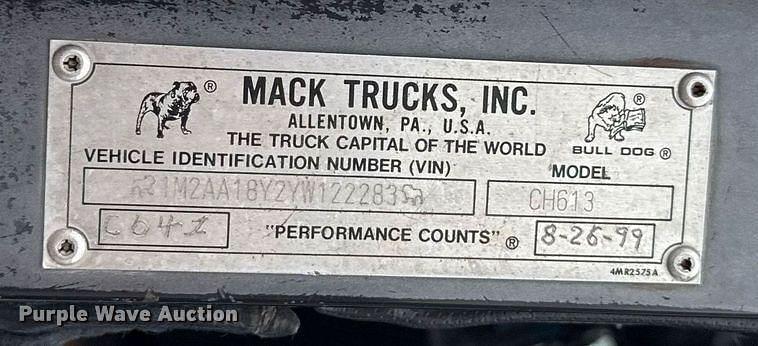 MACK TRUCKS, INC.
ALLENTOWN, PA., U.S.A.
THE TRUCK CAPITAL OF THE WORLD
BULL DOG ®
VEHICLE IDENTIFICATION NUMBER (VIN)
MODEL
1M2AA18Y2YW122283
CH613
"PERFORMANCE COUNTS" ®
8-26-99
4MR2575A
Purple Wave Auction